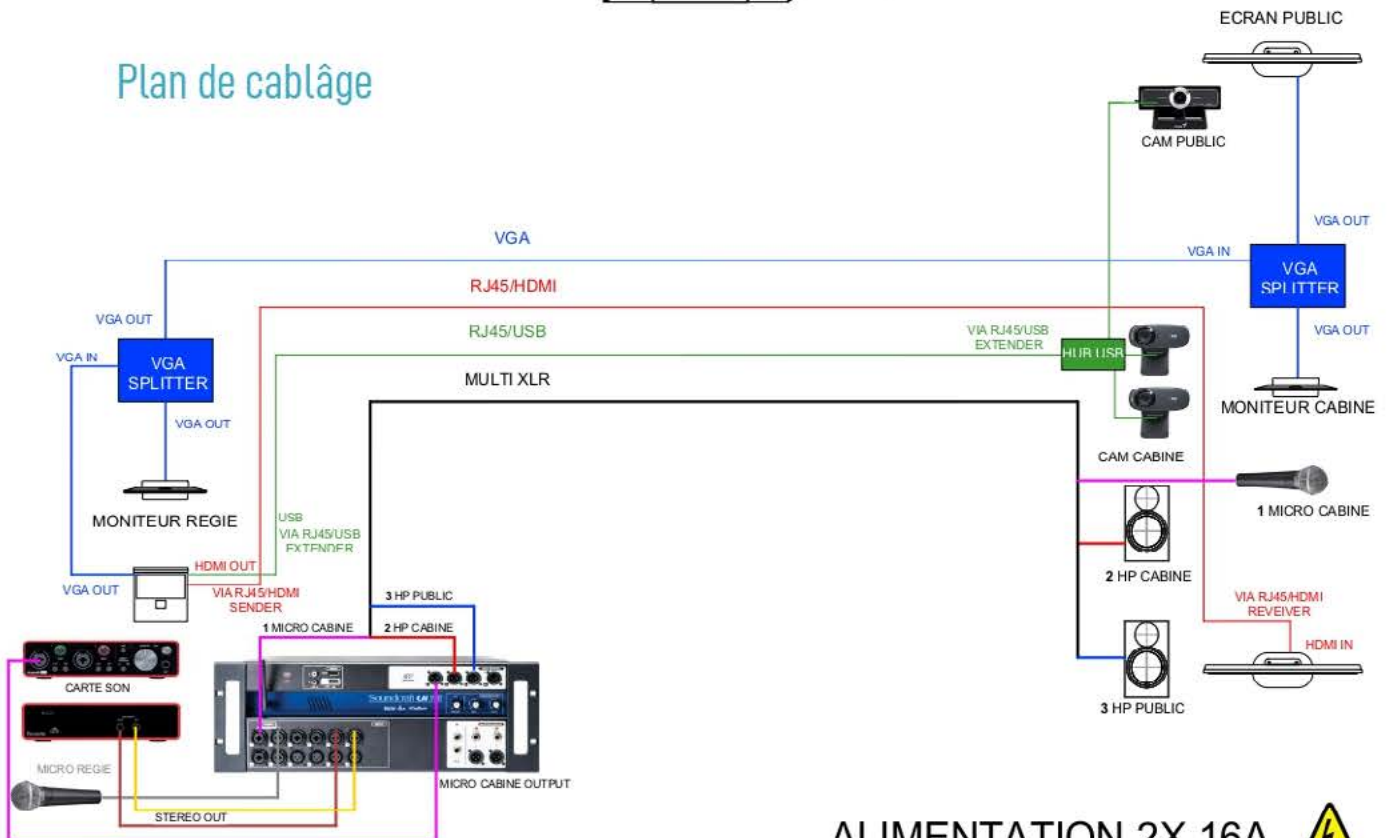 ECRAN PUBLIC
Plan de cablâge
CAM PUBLIC
VGA OUT
VGA
VGA IN
VGA
SPLITTER
RJ45/HDMI
VGA OUT
RJ45/USB
VIA RJ45/USB
EXTENDER
VGA OUT
VGA IN
VGA
SPLITTER
HUB USB
MULTI XLR
VGA OUT
MONITEUR CABINE
CAM CABINE
MONITEUR REGIE
USB
VIA RJ45/USB
EXTENDER
1 MICRO CABINE
HDMI OUT
VGA OUT
VIA RJ45/HDMI
SENDER
2 HP CABINE
3 HP PUBLIC
VIA RJ45/HDMI
REVEIVER
1 MICRO CABINE
2 HP CABINE
HDMI IN
CARTE SON
Soundcraft
3 HP PUBLIC
MICRO REGIE
MICRO CABINE OUTPUT
STEREO OUT
ALIMENTATION 2X 16A